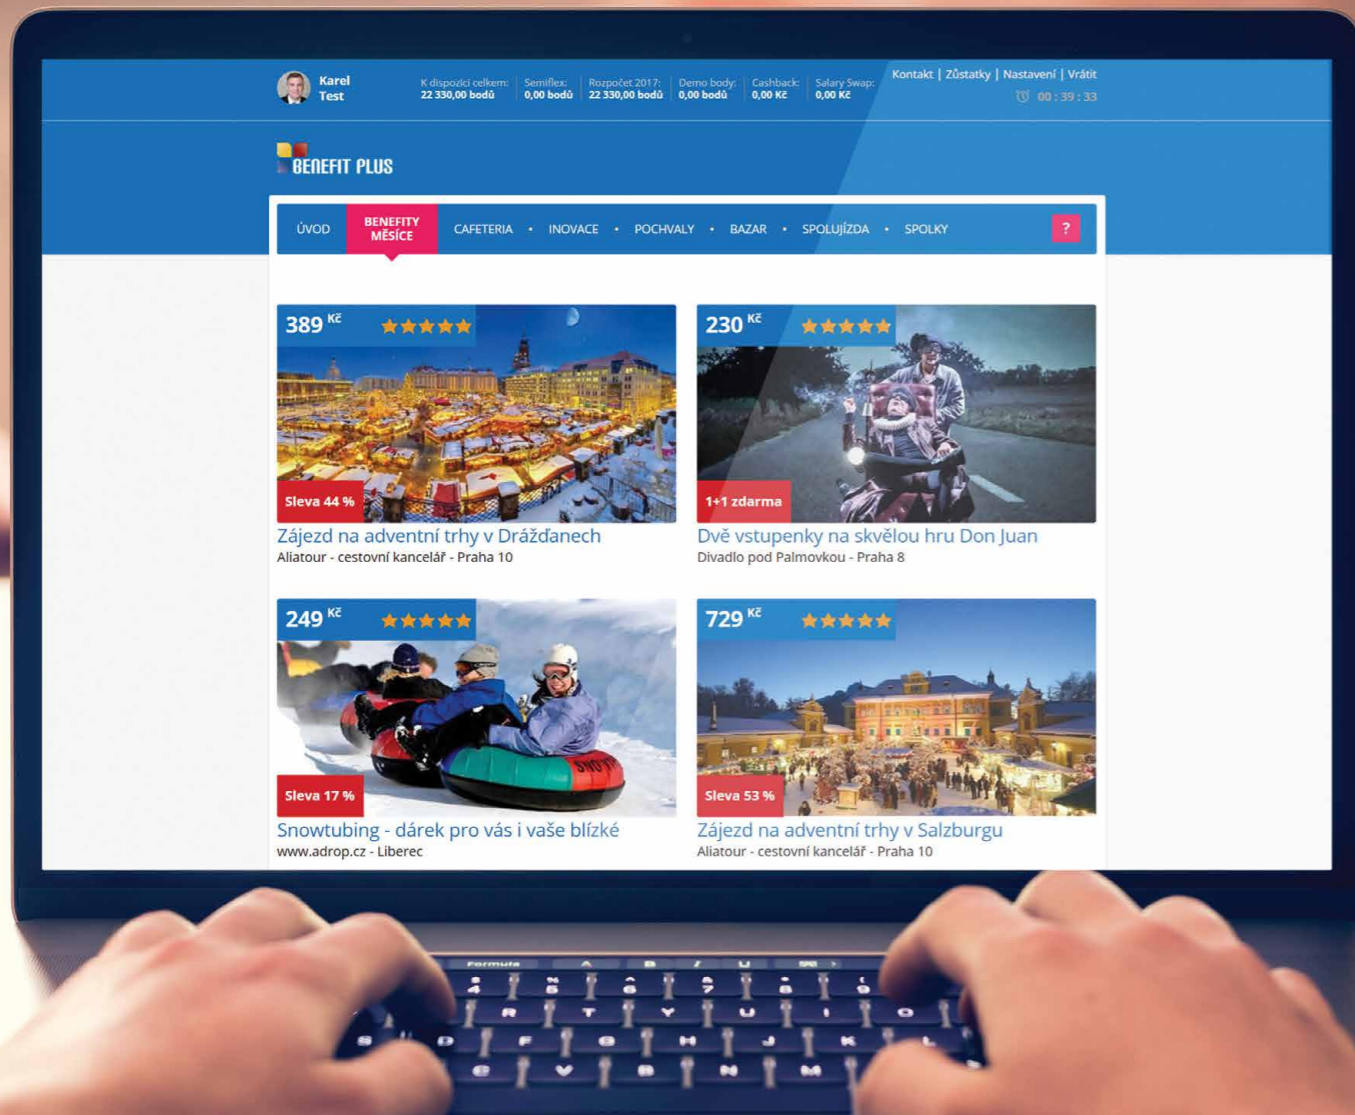 Karel
Test
K dispozici celkem:
22 330,00 bodů
Semiflex:
0,00 bodů
Rozpočet 2017:
22 330,00 bodů
Demo body:
0,00 bodů
Cashback:
0,00 Kč
Salary Swap:
0,00 Kč
Kontakt | Zůstatky | Nastavení | Vrátit
00 : 39 : 33
BENEFIT PLUS
ÚVOD
BENEFITY
MĚSÍCE
CAFETERIA • INOVACE • POCHVALY • BAZAR • SPOLUJÍZDA • SPOLKY
?
389 Kč
Sleva 44 %
Zájezd na adventní trhy v Drážďanech
Aliatour - cestovní kancelář - Praha 10
230 Kč
1+1 zdarma
Dvě vstupenky na skvělou hru Don Juan
Divadlo pod Palmovkou - Praha 8
249 Kč
Sleva 17 %
Snowtubing - dárek pro vás i vaše blízké
www.adrop.cz - Liberec
729 Kč
Sleva 53 %
Zájezd na adventní trhy v Salzburgu
Aliatour - cestovní kancelář - Praha 10
Formula
R T Y U I O
S D F G H J K L
C V B N M